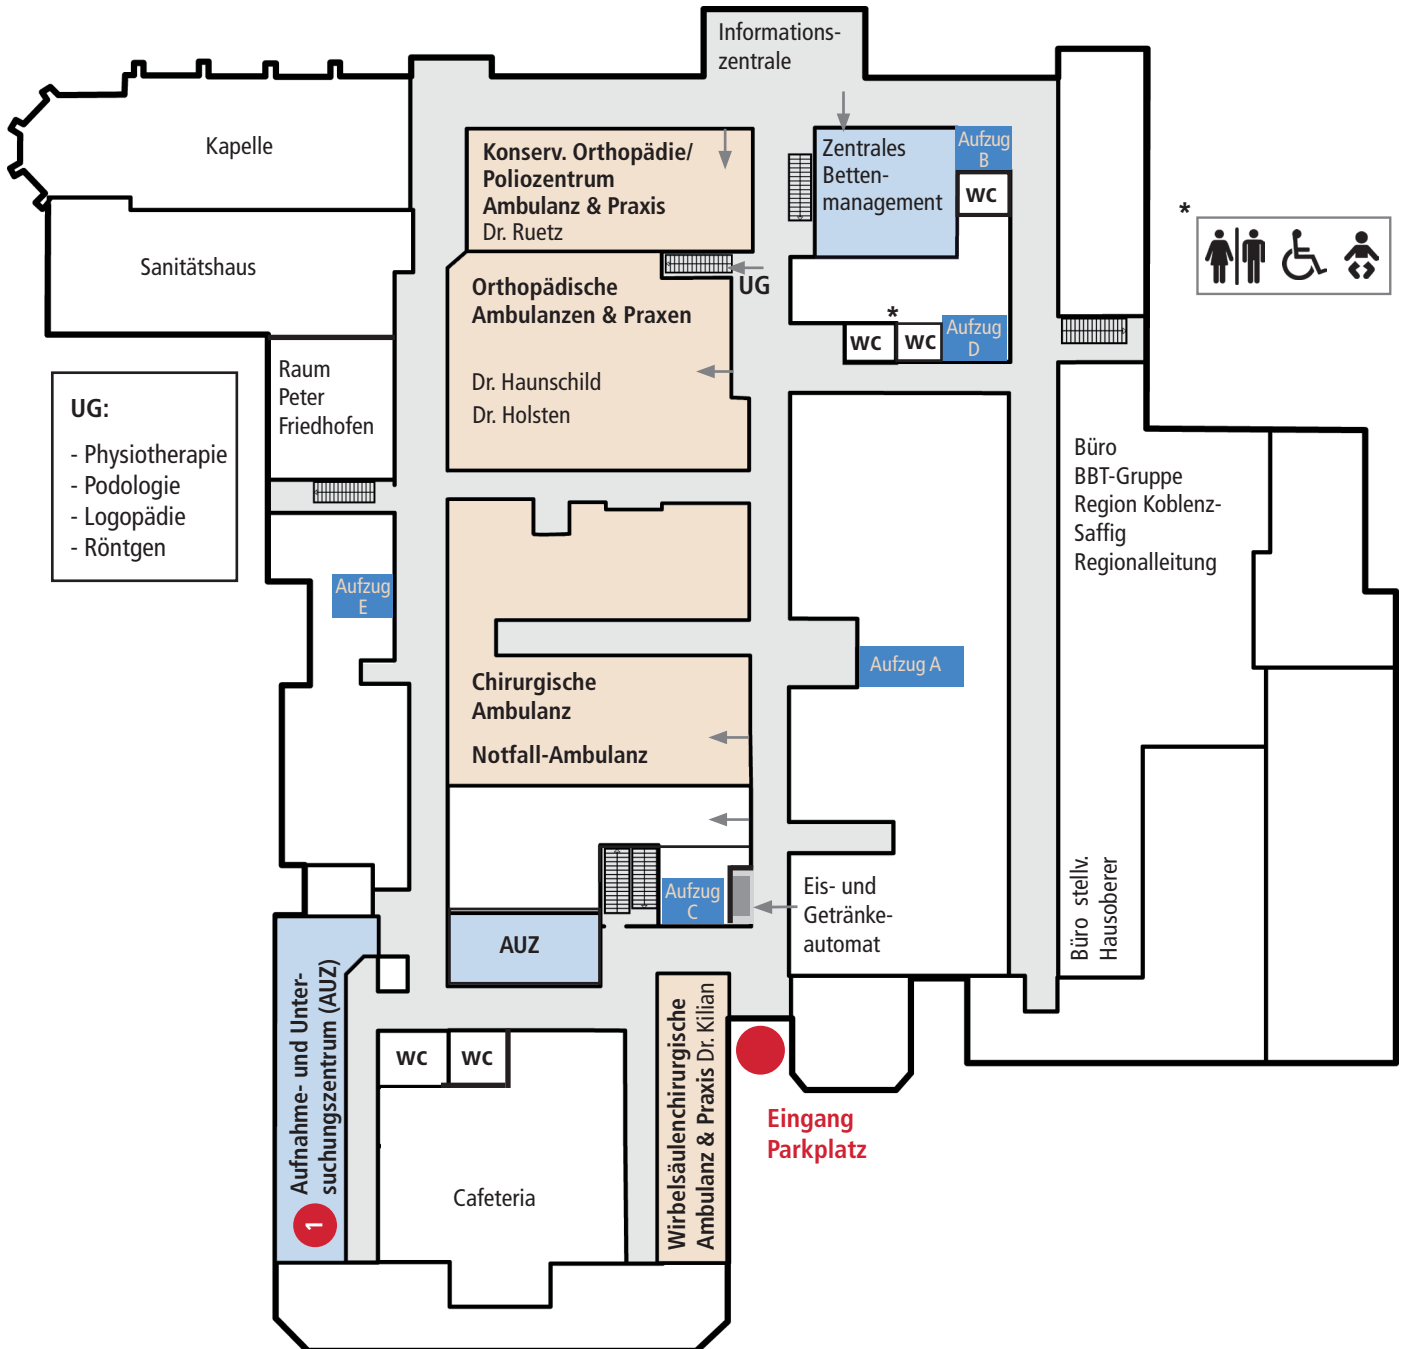 Informations-
zentrale
Kapelle
Konserv. Orthopädie/
Poliozentrum
Ambulanz & Praxis
Dr. Ruetz
Zentrales
Betten-
management
Aufzug
B
WC
*
Sanitätshaus
UG
Orthopädische
Ambulanzen & Praxen
Dr. Haunschild
Dr. Holsten
*
WC
WC
Aufzug
D
Raum
Peter
Friedhofen
UG:
- Physiotherapie
- Podologie
- Logopädie
- Röntgen
Büro
BBT-Gruppe
Region Koblenz-
Saffig
Regionalleitung
Aufzug
E
Aufzug A
Chirurgische
Ambulanz
Notfall-Ambulanz
Aufzug
C
Eis- und
Getränke-
automat
Büro stellv.
Hausoberer
AUZ
Aufnahme- und Unter-
suchungszentrum (AUZ)
1
WC
WC
Cafeteria
Wirbelsäulenchirurgische
Ambulanz & Praxis Dr. Kilian
Eingang
Parkplatz